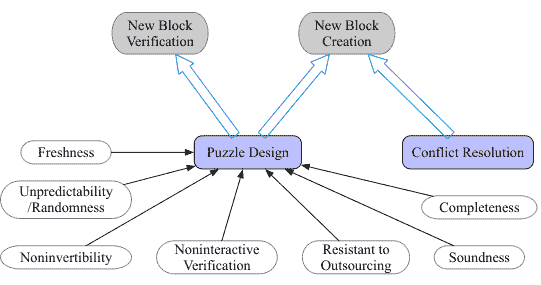 New Block
Verification
New Block
Creation
Freshness
Puzzle Design
Conflict Resolution
Unpredictability
/Randomness
Completeness
Noninvertibility
Noninteractive
Verification
Resistant to
Outsourcing
Soundness